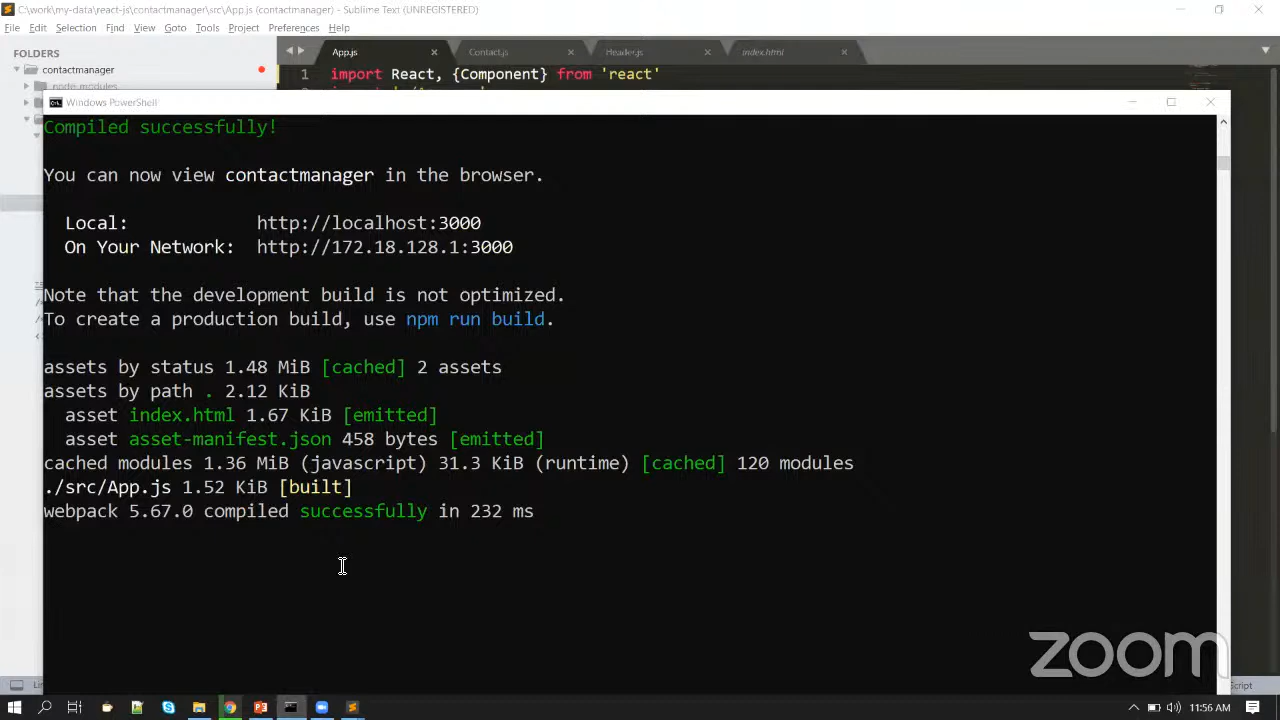 C:\work\my-data\react-js\contactmanager\src\App.js (contactmanager) - Sublime Text (UNREGISTERED)
File Edit Selection Find View Goto Tools Project Preferences Help
FOLDERS
contactmanager
node_modules
App.js
Contact.js
Header.js
index.html
1 import React, {Component} from 'react'
Windows PowerShell
Compiled successfully!
You can now view contactmanager in the browser.
Local: http://localhost:3000
On Your Network: http://172.18.128.1:3000
Note that the development build is not optimized.
To create a production build, use npm run build.
assets by status 1.48 MiB [cached] 2 assets
assets by path . 2.12 KiB
asset index.html 1.67 KiB [emitted]
asset asset-manifest.json 458 bytes [emitted]
cached modules 1.36 MiB (javascript) 31.3 KiB (runtime) [cached] 120 modules
./src/App.js 1.52 KiB [built]
webpack 5.67.0 compiled successfully in 232 ms
zoom
11:56 AM